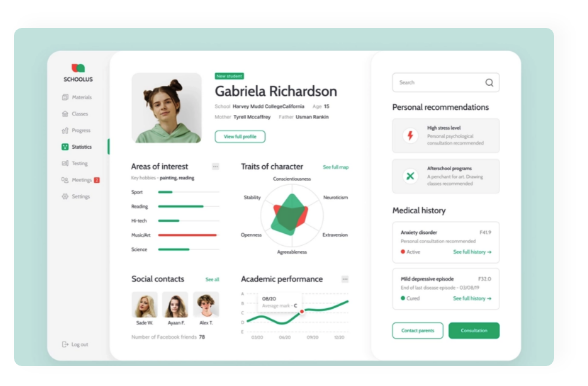 SCHOOLUS
Materials
Classes
Progress
Statistics
Testing
Meetings 2
Settings
Log out
Gabriela Richardson
School Harvey Mudd CollegeCalifornia Age 15
Mother Tyrell Mccaffrey Father Usman Rankin
View full profile
Areas of interest
Key hobbies - painting, reading
Sport
Reading
Hi-tech
Music/Art
Science
Traits of character
See full map
Conscientiousness
Stability
Neuroticism
Openness
Extraversion
Agreeableness
Social contacts
See all
Sade W.
Ayaan F.
Alex T.
Number of Facebook friends 78
Academic performance
A
B
C
D
E
08/20
Average mark - C
Search
Personal recommendations
High stress level
Personal psychological
consultation recommended
Afterschool programs
A penchant for art. Drawing
classes recommended
Medical history
Anxiety disorder F41.9
Personal consultation recommended
Active See full history →
Mild depressive episode F32.0
End of last disease episode - 03/08/19
Cured See full history →
Contact parents
Consultation